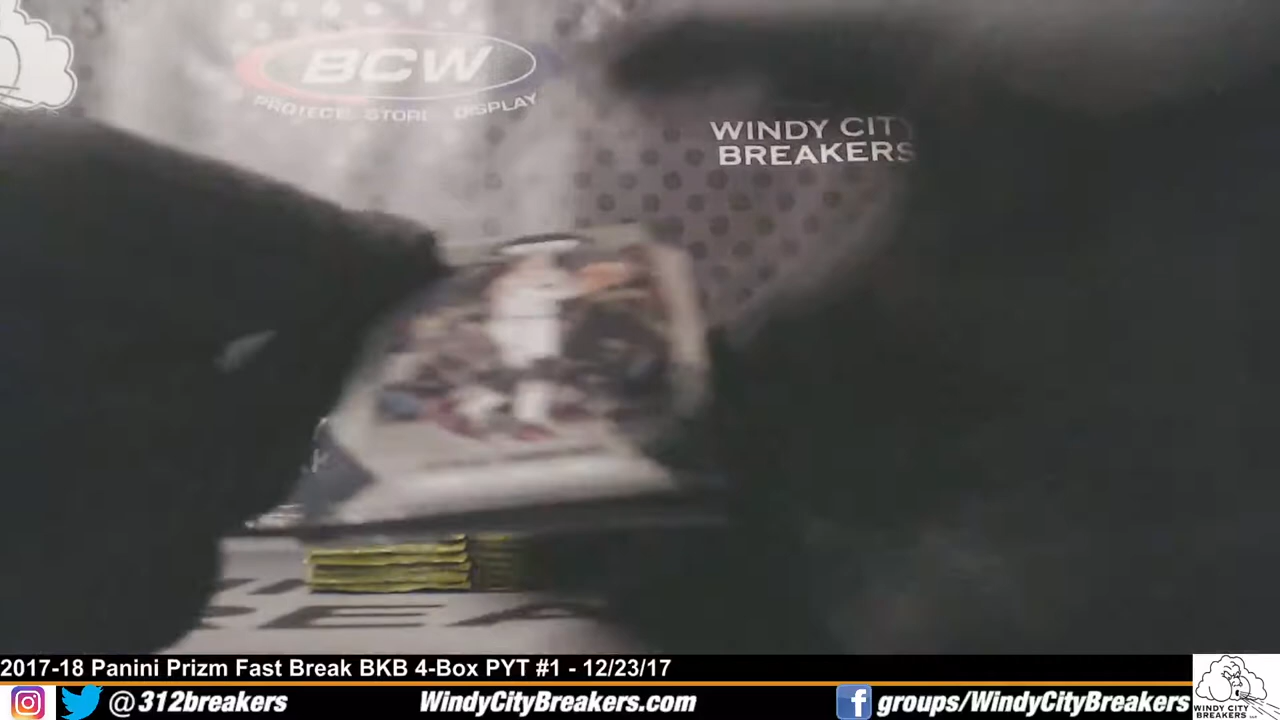 BCW
PROTECT STORE DISPLAY
WINDY CITY
BREAKERS
2017-18 Panini Prizm Fast Break BKB 4-Box PYT #1 - 12/23/17
@312breakers
WindyCityBreakers.com
groups/WindyCityBreakers
WINDY CITY
BREAKERS